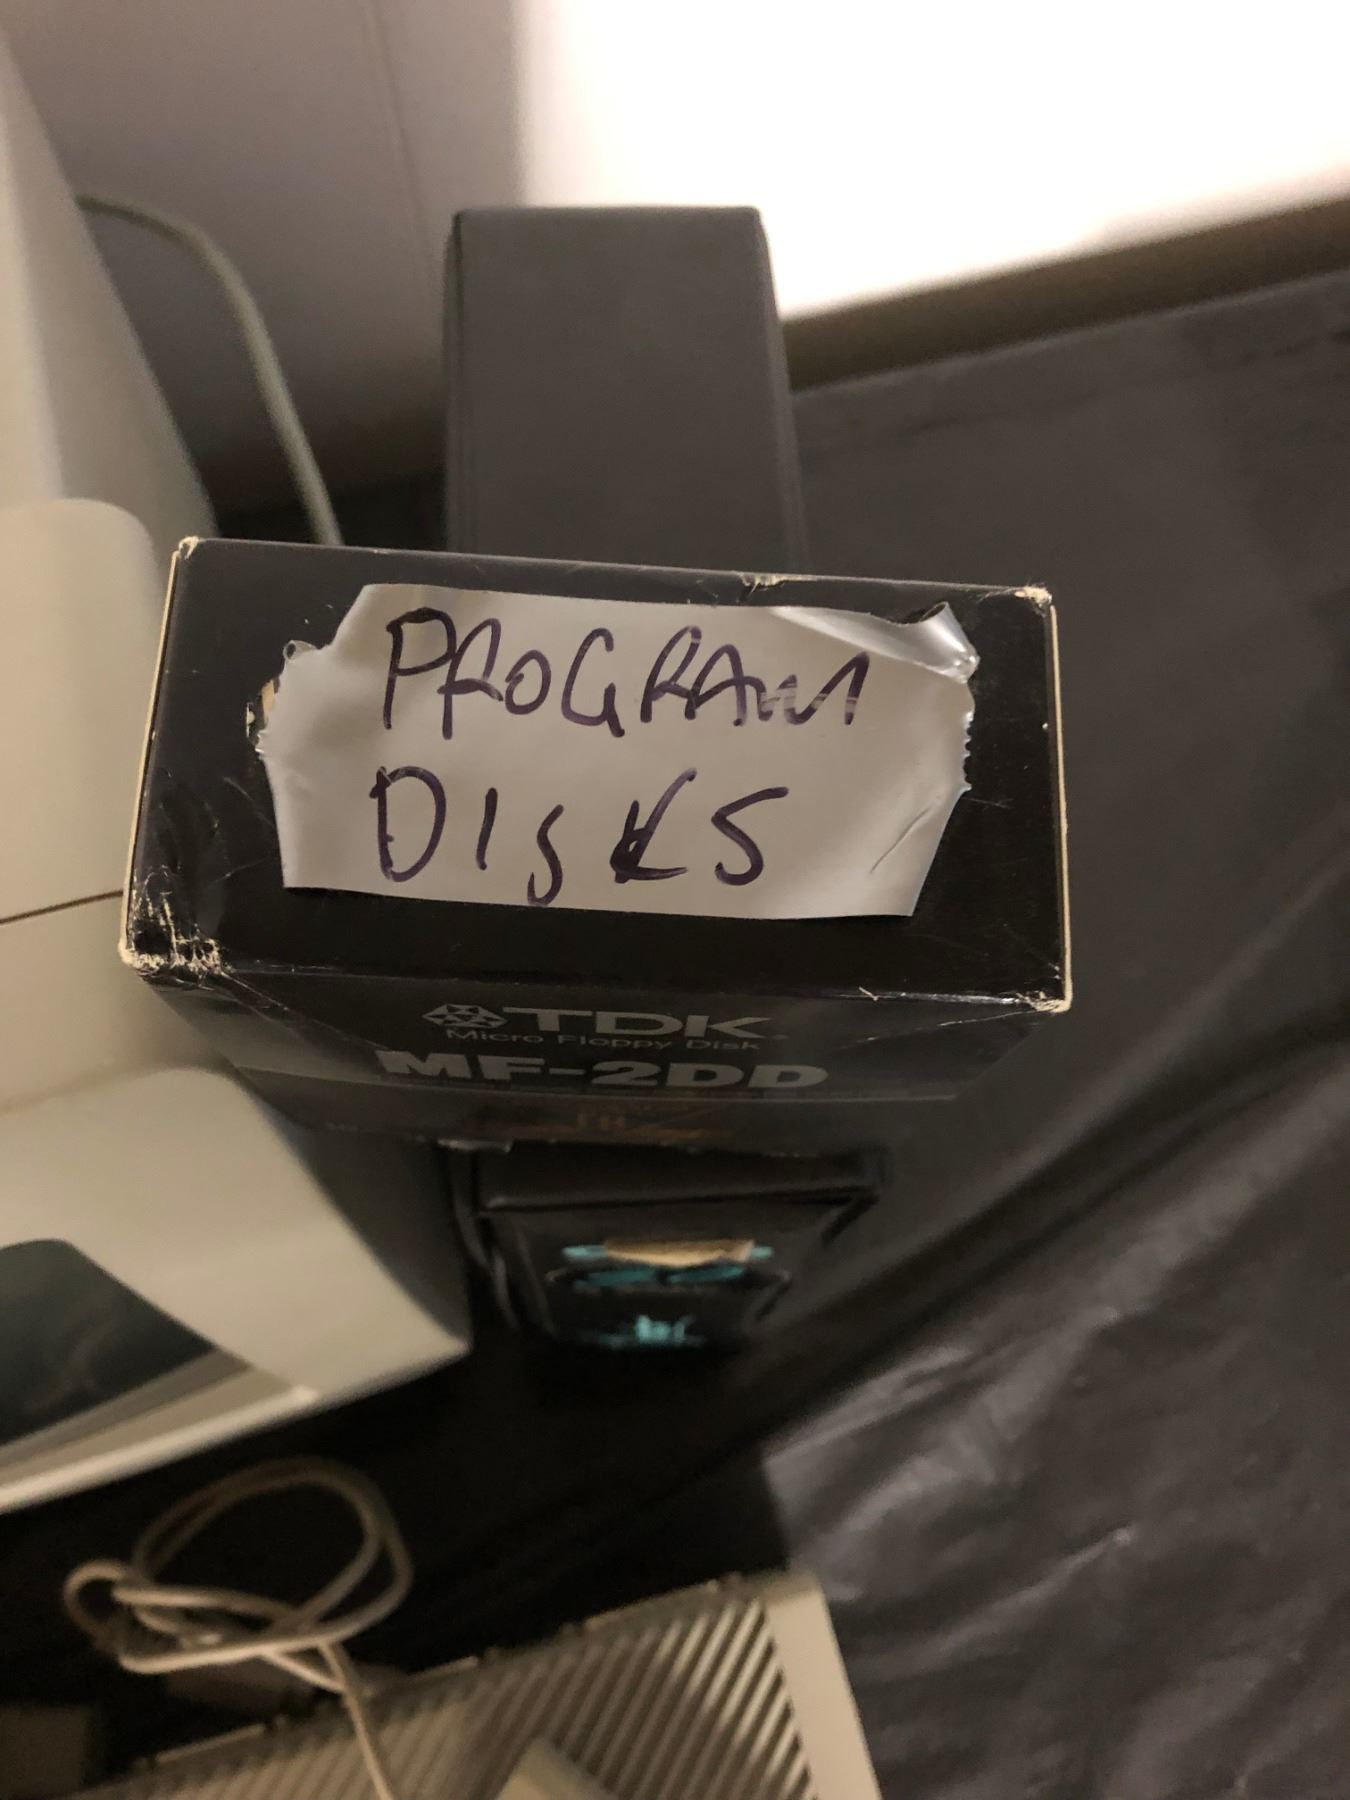 PROGRAM
DISKS
TDK
Micro Floppy Disk
MF-2DD